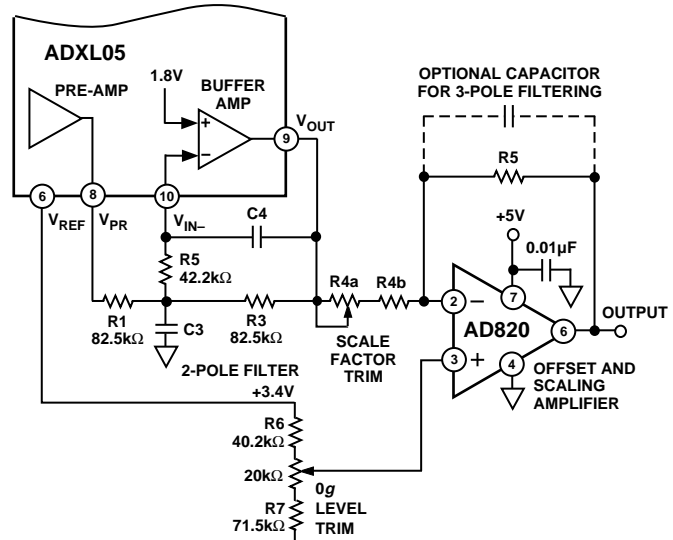 ADXL05
PRE-AMP
1.8V
BUFFER
AMP
+
−
9
VOUT
6
8
10
VREF
VPR
VIN–
OPTIONAL CAPACITOR
FOR 3-POLE FILTERING
R5
+5V
0.01µF
C4
R5
42.2kΩ
R4a
R4b
R1
82.5kΩ
C3
R3
82.5kΩ
SCALE
FACTOR
TRIM
2
−
7
AD820
6
OUTPUT
3
+
4
OFFSET AND
SCALING
AMPLIFIER
2-POLE FILTER
+3.4V
R6
40.2kΩ
20kΩ
0g
LEVEL
TRIM
R7
71.5kΩ